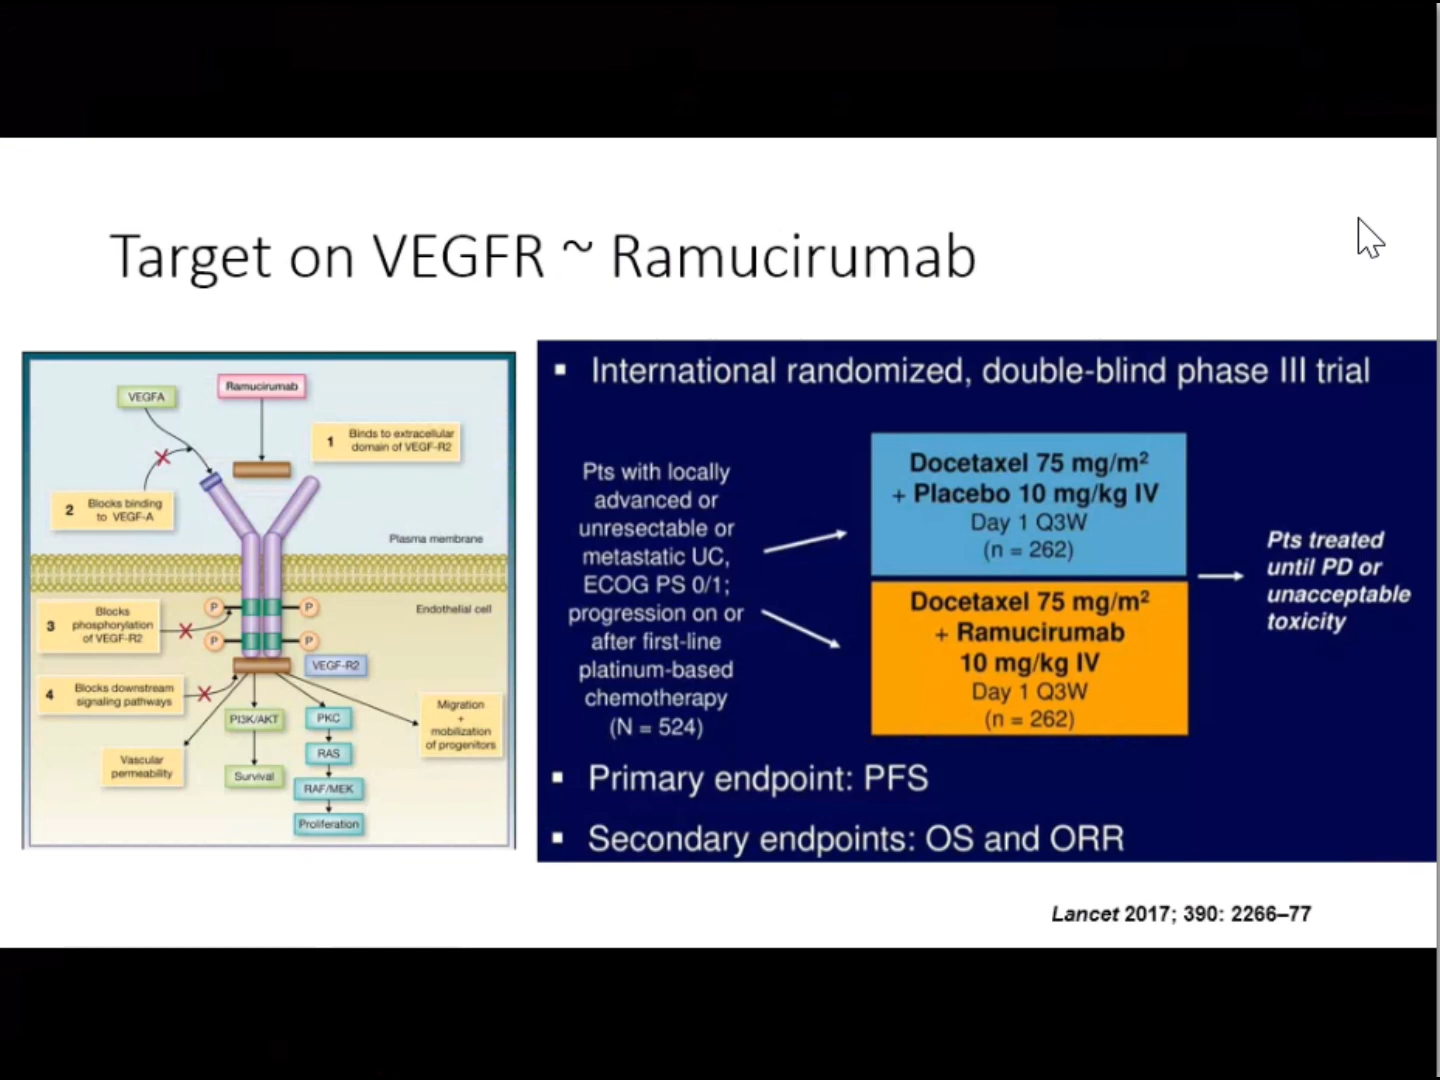 Target on VEGFR ~ Ramucirumab
VEGFA
Ramucirumab
1 Binds to extracellular
domain of VEGF-R2
2 Blocks binding
to VEGF-A
Plasma membrane
Endothelial cell
3 Blocks
phosphorylation
of VEGF-R2
P
P
P
P
VEGF-R2
4 Blocks downstream
signaling pathways
PI3K/AKT
PKC
Migration
+
mobilization
of progenitors
Vascular
permeability
Survival
RAS
RAF/MEK
Proliferation
▪ International randomized, double-blind phase III trial
Pts with locally
advanced or
unresectable or
metastatic UC,
ECOG PS 0/1;
progression on or
after first-line
platinum-based
chemotherapy
(N = 524)
Docetaxel 75 mg/m²
+ Placebo 10 mg/kg IV
Day 1 Q3W
(n = 262)
Docetaxel 75 mg/m²
+ Ramucirumab
10 mg/kg IV
Day 1 Q3W
(n = 262)
Pts treated
until PD or
unacceptable
toxicity
▪ Primary endpoint: PFS
▪ Secondary endpoints: OS and ORR
Lancet 2017; 390: 2266–77